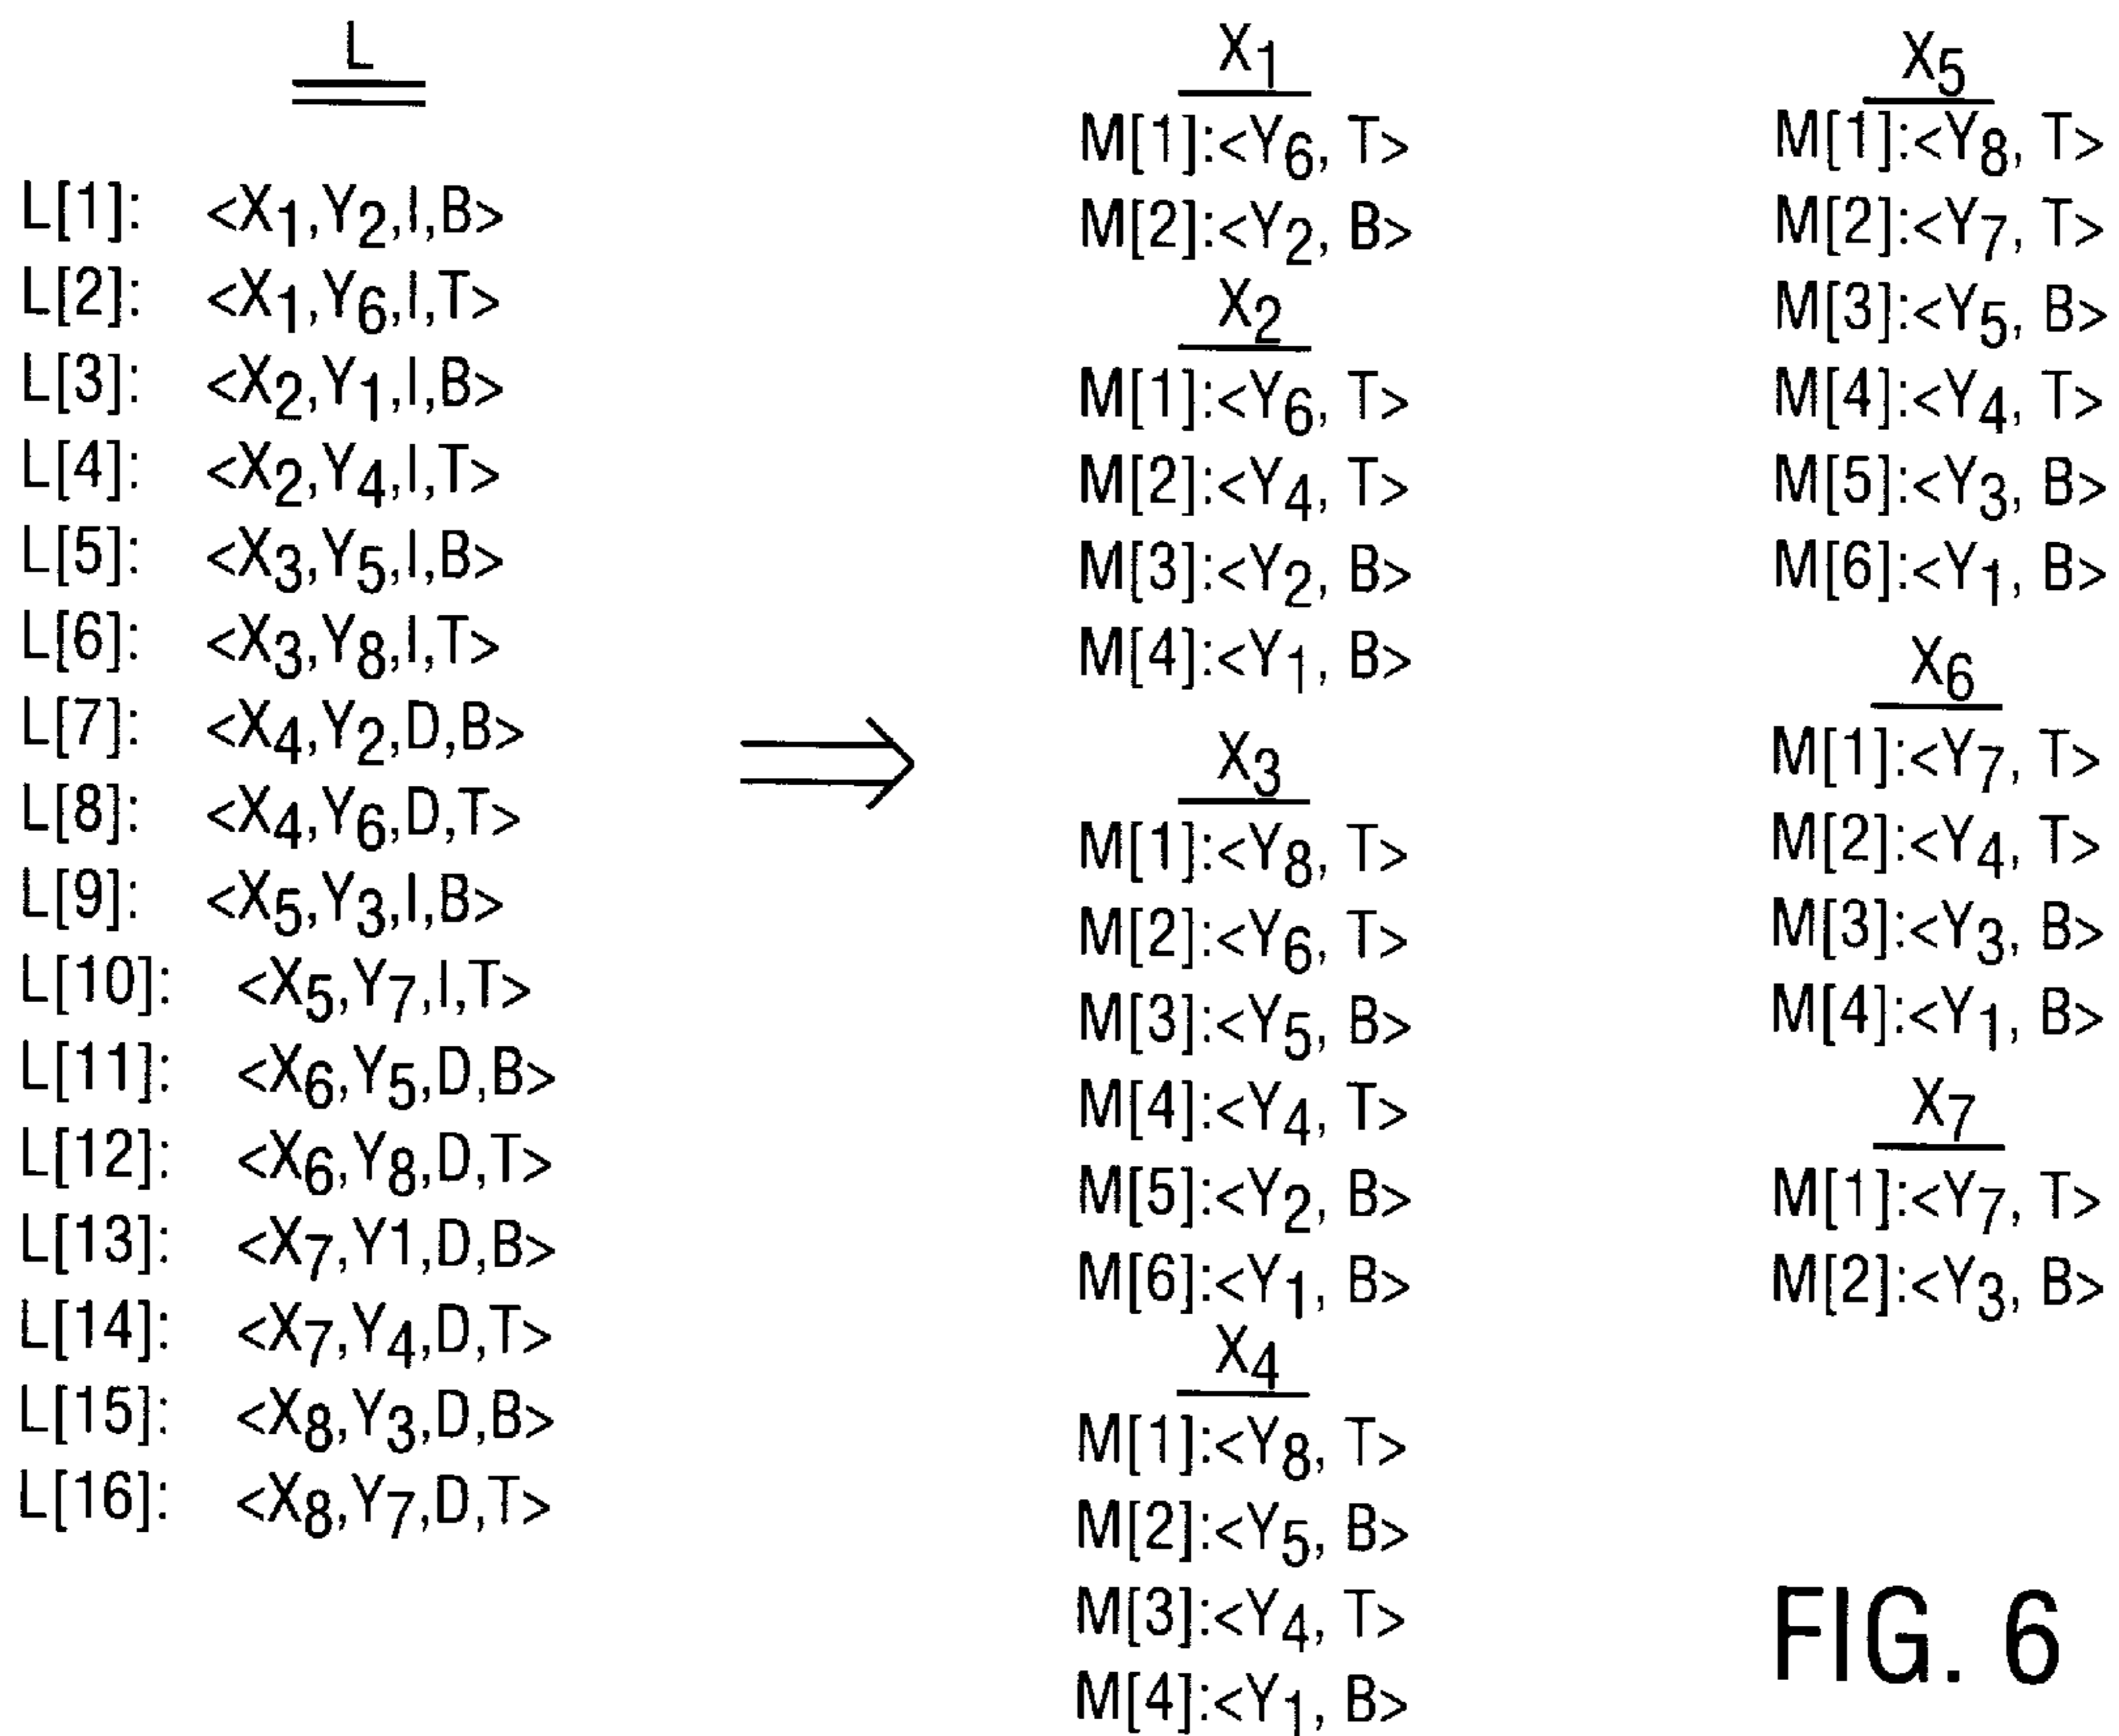 L
L[1]: <X1,Y2,I,B>
L[2]: <X1,Y6,I,T>
L[3]: <X2,Y1,I,B>
L[4]: <X2,Y4,I,T>
L[5]: <X3,Y5,I,B>
L[6]: <X3,Y8,I,T>
L[7]: <X4,Y2,D,B>
L[8]: <X4,Y6,D,T>
L[9]: <X5,Y3,I,B>
L[10]: <X5,Y7,I,T>
L[11]: <X6,Y5,D,B>
L[12]: <X6,Y8,D,T>
L[13]: <X7,Y1,D,B>
L[14]: <X7,Y4,D,T>
L[15]: <X8,Y3,D,B>
L[16]: <X8,Y7,D,T>
X1
M[1]:<Y6, T>
M[2]:<Y2, B>
X2
M[1]:<Y6, T>
M[2]:<Y4, T>
M[3]:<Y2, B>
M[4]:<Y1, B>
X3
M[1]:<Y8, T>
M[2]:<Y6, T>
M[3]:<Y5, B>
M[4]:<Y4, T>
M[5]:<Y2, B>
M[6]:<Y1, B>
X4
M[1]:<Y8, T>
M[2]:<Y5, B>
M[3]:<Y4, T>
M[4]:<Y1, B>
X5
M[1]:<Y8, T>
M[2]:<Y7, T>
M[3]:<Y5, B>
M[4]:<Y4, T>
M[5]:<Y3, B>
M[6]:<Y1, B>
X6
M[1]:<Y7, T>
M[2]:<Y4, T>
M[3]:<Y3, B>
M[4]:<Y1, B>
X7
M[1]:<Y7, T>
M[2]:<Y3, B>
FIG. 6